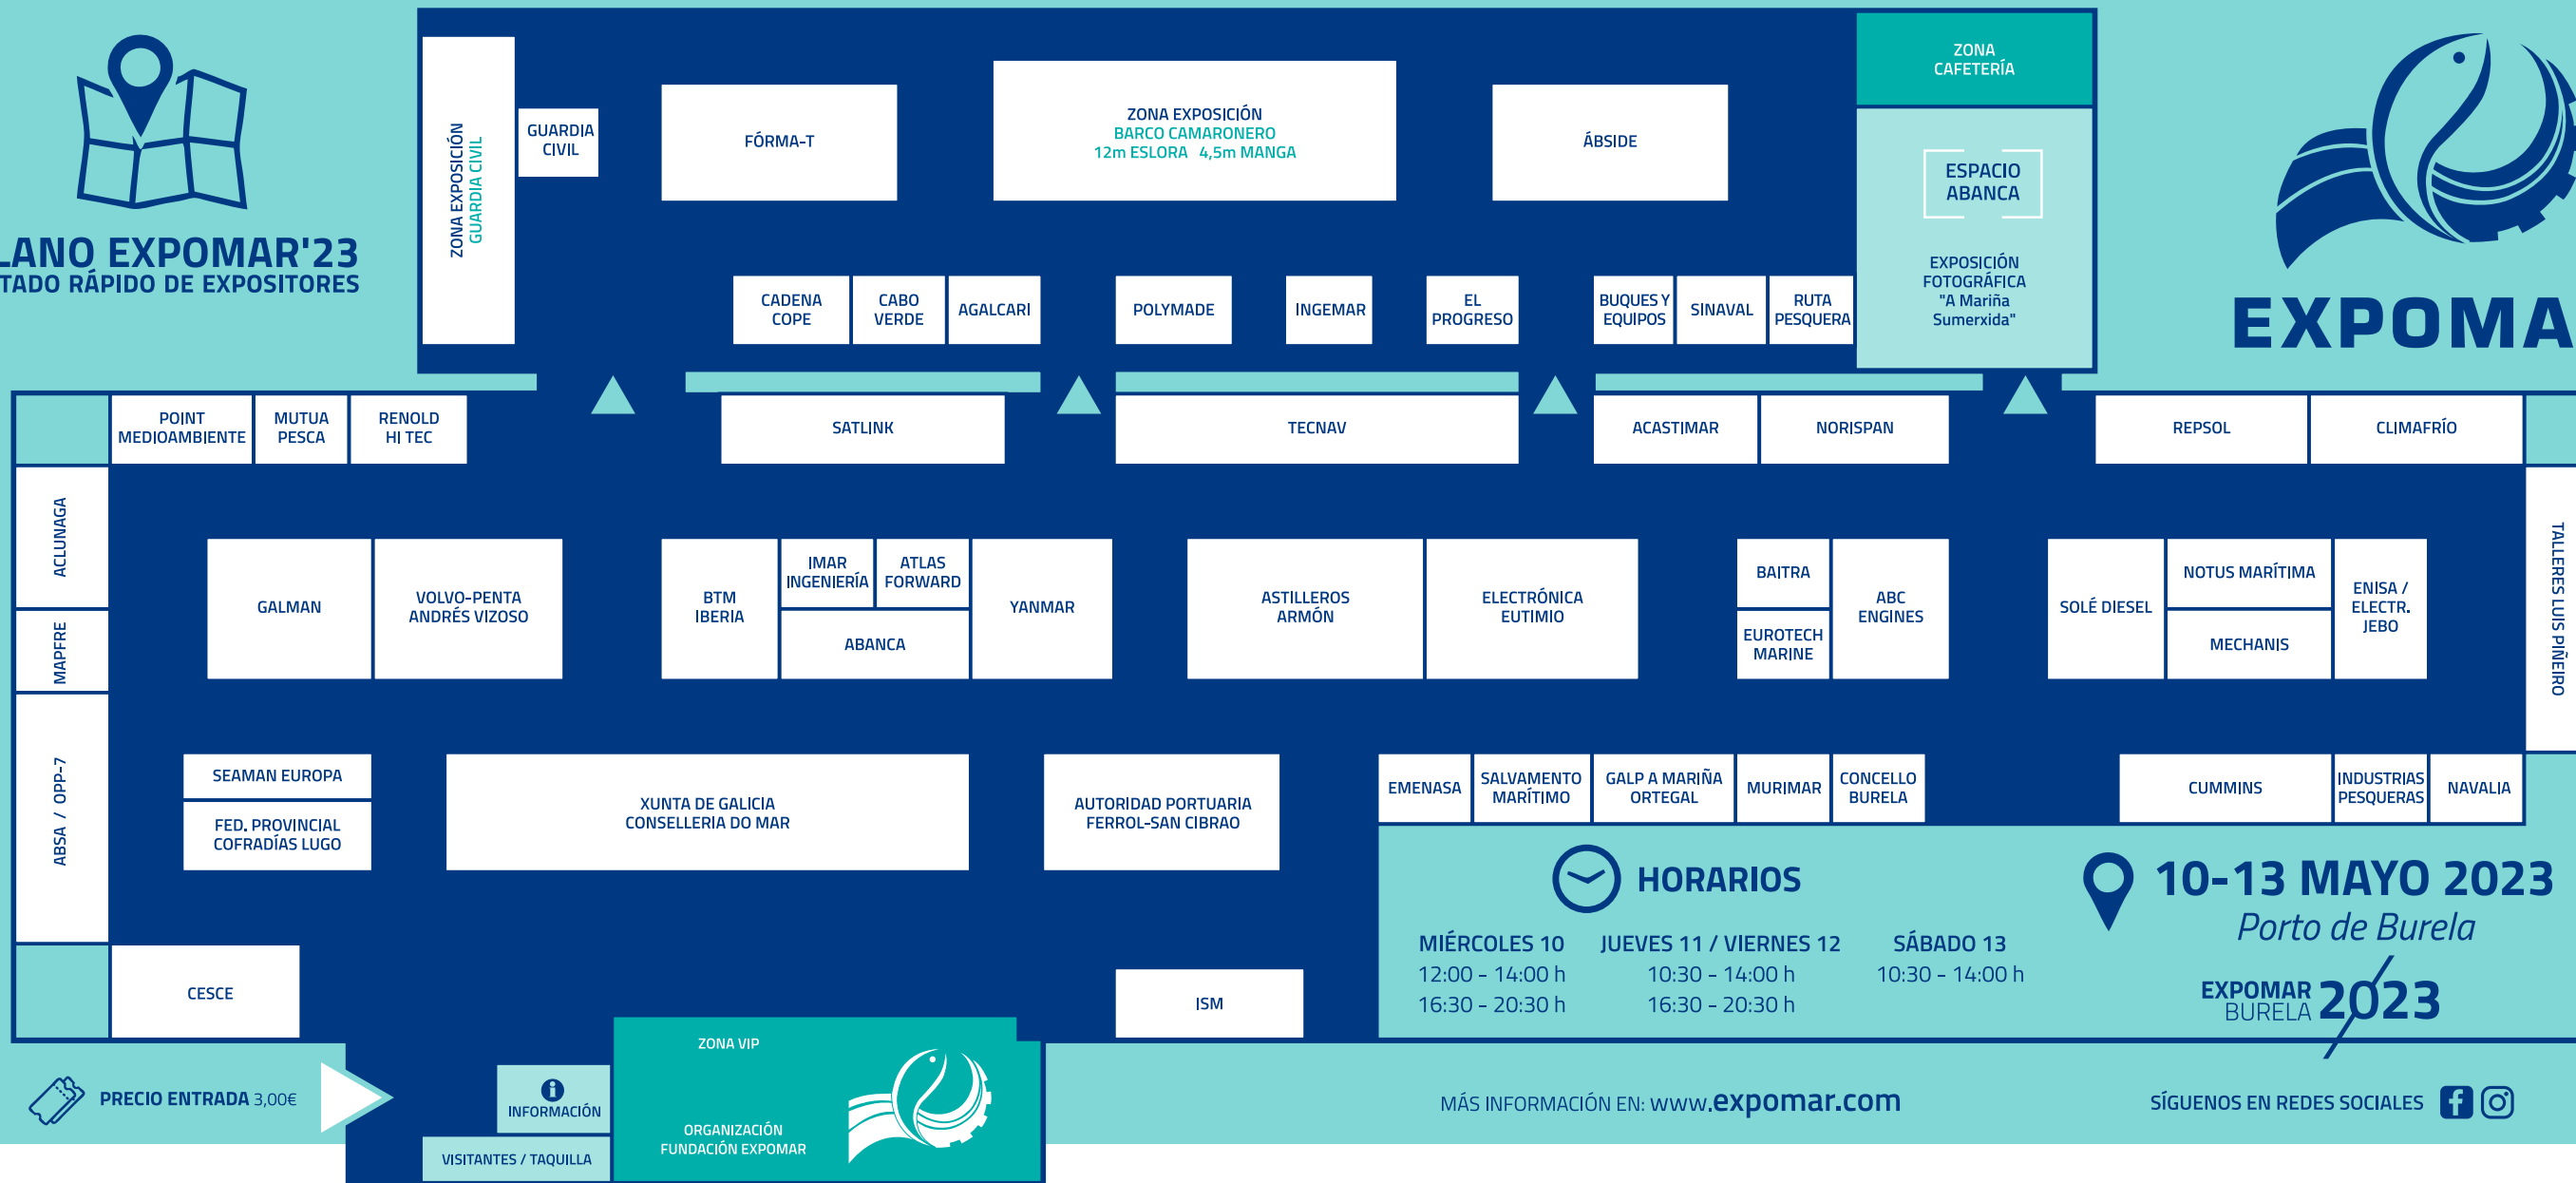 LANO EXPOMAR'23
TADO RÁPIDO DE EXPOSITORES
ZONA EXPOSICIÓN
GUARDIA CIVIL
GUARDIA
CIVIL
FÓRMA-T
ZONA EXPOSICIÓN
BARCO CAMARONERO
12m ESLORA 4,5m MANGA
ÁBSIDE
ZONA
CAFETERÍA
ESPACIO
ABANCA
EXPOSICIÓN
FOTOGRÁFICA
"A Mariña
Sumerxida"
EXPOMA
CADENA
COPE
CABO
VERDE
AGALCARI
POLYMADE
INGEMAR
EL
PROGRESO
BUQUES Y
EQUIPOS
SINAVAL
RUTA
PESQUERA
POINT
MEDIOAMBIENTE
MUTUA
PESCA
RENOLD
HI TEC
SATLINK
TECNAV
ACASTIMAR
NORISPAN
REPSOL
CLIMAFRÍO
ACLUNAGA
MAPFRE
ABSA / OPP-7
GALMAN
VOLVO-PENTA
ANDRÉS VIZOSO
BTM
IBERIA
IMAR
INGENIERÍA
ATLAS
FORWARD
ABANCA
YANMAR
ASTILLEROS
ARMÓN
ELECTRÓNICA
EUTIMIO
BAITRA
EUROTECH
MARINE
ABC
ENGINES
SOLÉ DIESEL
NOTUS MARÍTIMA
MECHANIS
ENISA /
ELECTR.
JEBO
TALLERES LUIS PIÑEIRO
SEAMAN EUROPA
FED. PROVINCIAL
COFRADÍAS LUGO
XUNTA DE GALICIA
CONSELLERIA DO MAR
AUTORIDAD PORTUARIA
FERROL-SAN CIBRAO
EMENASA
SALVAMENTO
MARÍTIMO
GALP A MARIÑA
ORTEGAL
MURIMAR
CONCELLO
BURELA
CUMMINS
INDUSTRIAS
PESQUERAS
NAVALIA
CESCE
ISM
HORARIOS
MIÉRCOLES 10
12:00 - 14:00 h
16:30 - 20:30 h
JUEVES 11 / VIERNES 12
10:30 - 14:00 h
16:30 - 20:30 h
SÁBADO 13
10:30 - 14:00 h
10-13 MAYO 2023
Porto de Burela
EXPOMAR
BURELA
2023
PRECIO ENTRADA 3,00€
INFORMACIÓN
VISITANTES / TAQUILLA
ZONA VIP
ORGANIZACIÓN
FUNDACIÓN EXPOMAR
MÁS INFORMACIÓN EN: www.expomar.com
SÍGUENOS EN REDES SOCIALES